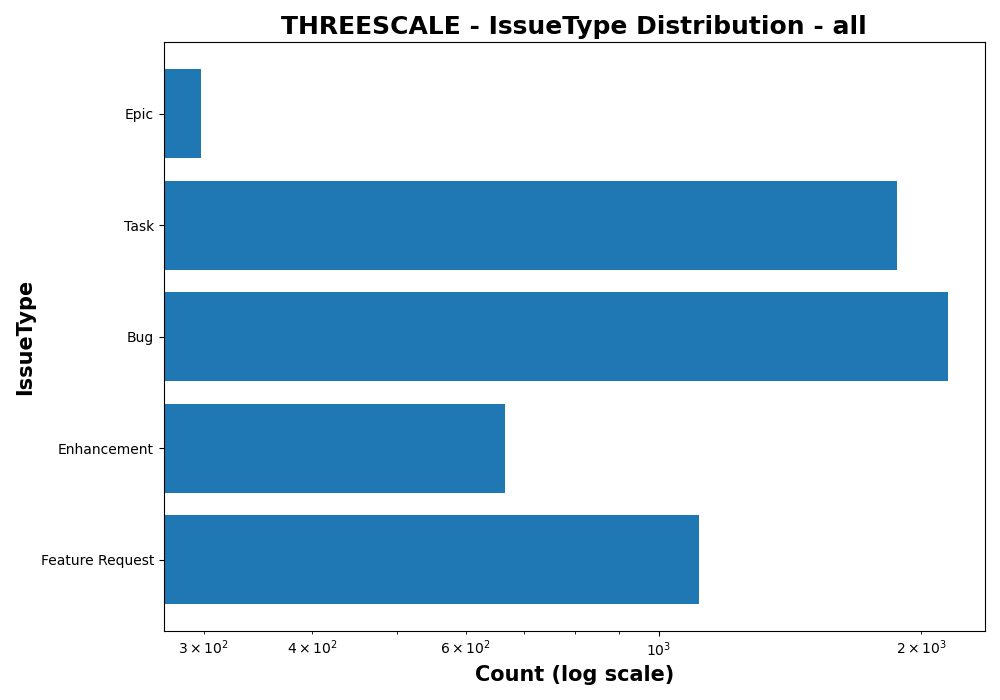 THREESCALE - IssueType Distribution - all
IssueType
Epic
Task
Bug
Enhancement
Feature Request
3 × 10²
4 × 10²
6 × 10²
10³
2 × 10³
Count (log scale)